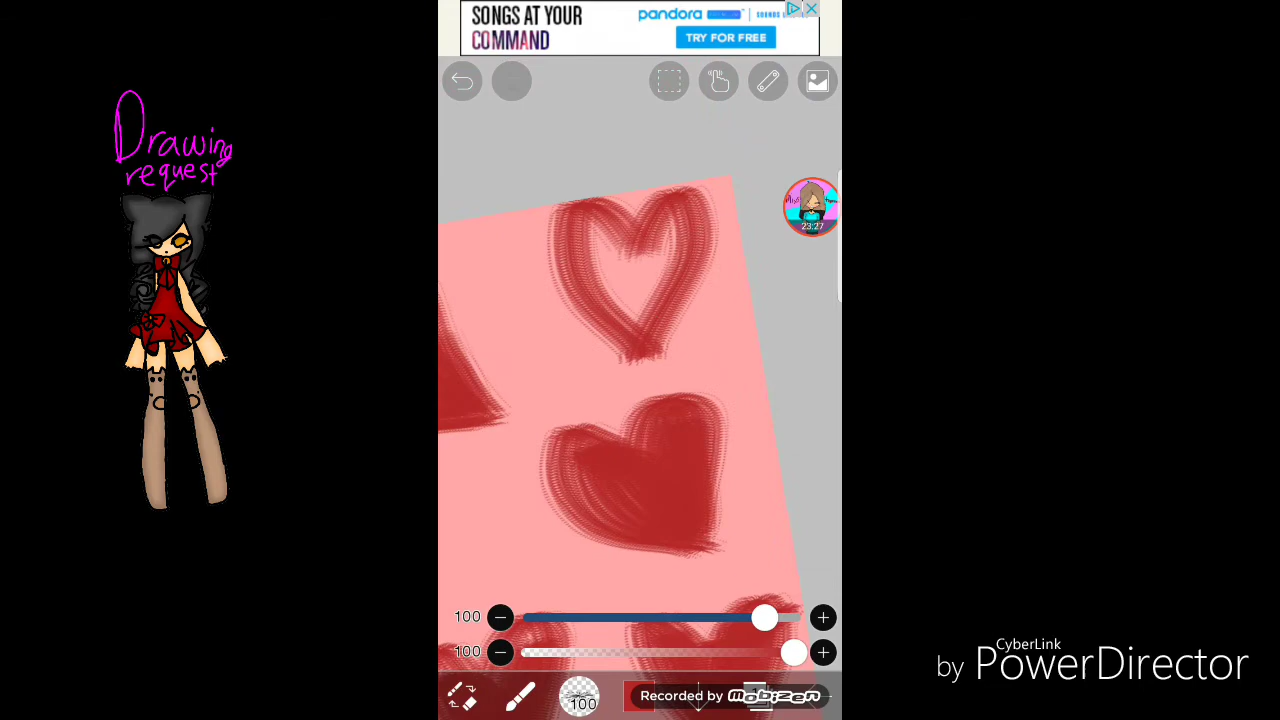 SONGS AT YOUR
COMMAND
pandora
TRY FOR FREE
Drawing
request
23:27
100
100
100
Recorded by mobizen
CyberLink
by PowerDirector